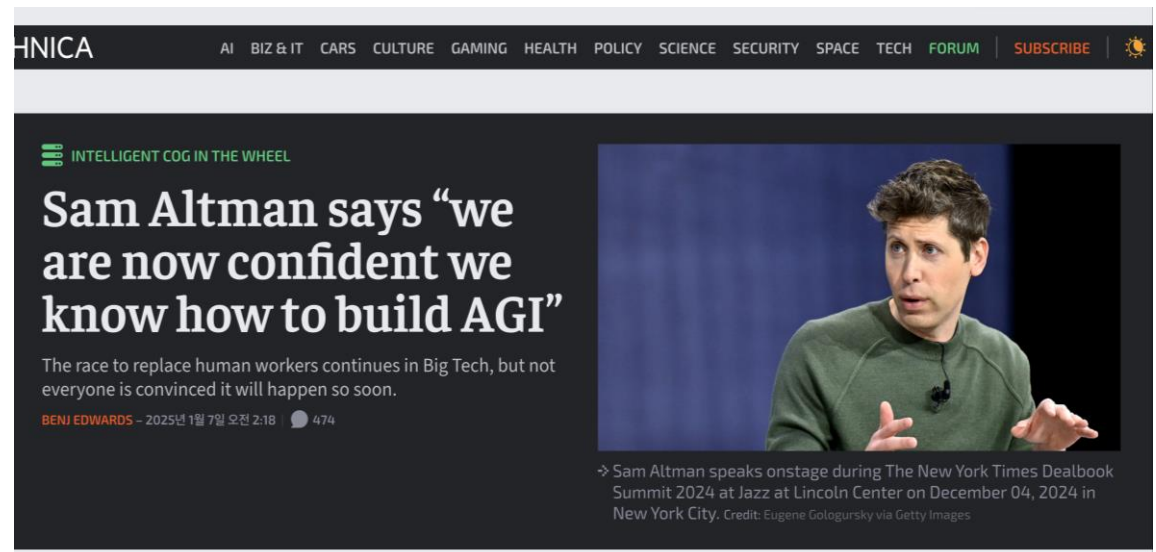 HNICA
AI BIZ & IT CARS CULTURE GAMING HEALTH POLICY SCIENCE SECURITY SPACE TECH FORUM SUBSCRIBE
INTELLIGENT COG IN THE WHEEL
Sam Altman says “we
are now confident we
know how to build AGI”
The race to replace human workers continues in Big Tech, but not
everyone is convinced it will happen so soon.
BENJ EDWARDS – 2025년 1월 7일 오전 2:18 | 474
Sam Altman speaks onstage during The New York Times Dealbook
Summit 2024 at Jazz at Lincoln Center on December 04, 2024 in
New York City. Credit: Eugene Gologursky via Getty Images